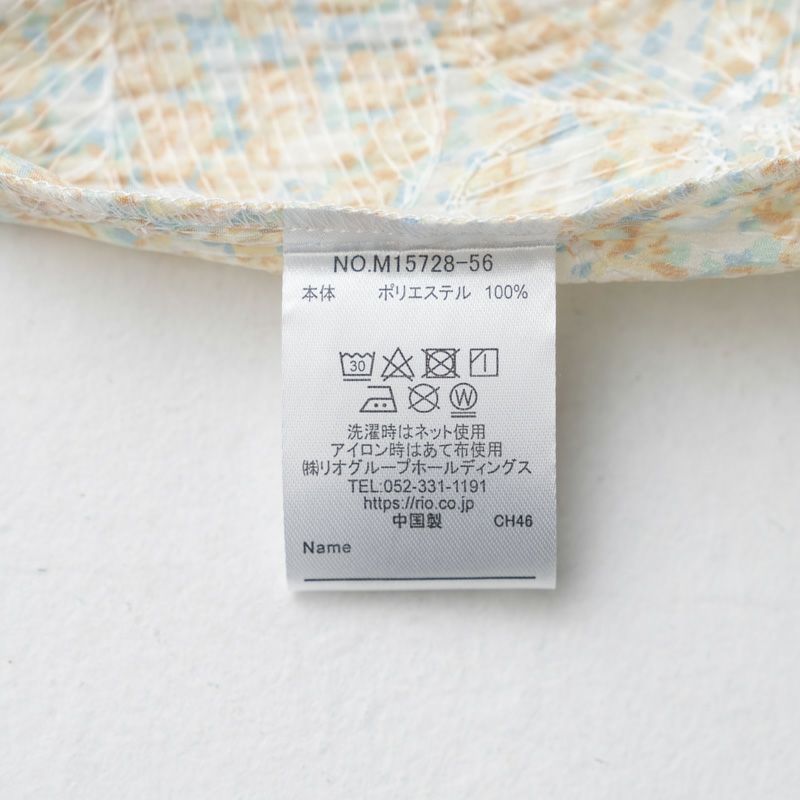 NO.M15728-56
本体 ポリエステル 100%
30
W
洗濯時はネット使用
アイロン時はあて布使用
㈱リオグループホールディングス
TEL:052-331-1191
https://rio.co.jp
中国製 CH46
Name